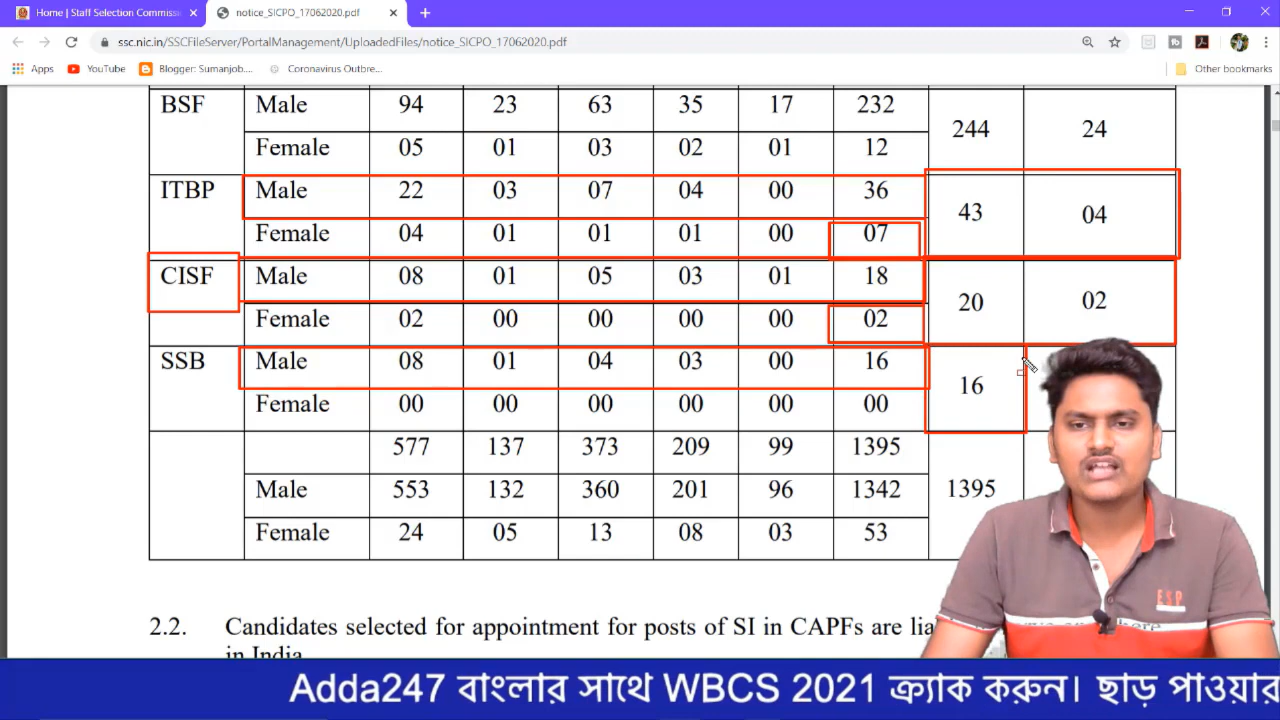 Home | Staff Selection Commissi
notice_SICPO_17062020.pdf
ssc.nic.in/SSCFileServer/PortalManagement/UploadedFiles/notice_SICPO_17062020.pdf
Apps YouTube Blogger: Sumanjob.... Coronavirus Outbre... Other bookmarks
BSF Male 94 23 63 35 17 232 244 24
Female 05 01 03 02 01 12
ITBP Male 22 03 07 04 00 36 43 04
Female 04 01 01 01 00 07
CISF Male 08 01 05 03 01 18 20 02
Female 02 00 00 00 00 02
SSB Male 08 01 04 03 00 16 16
Female 00 00 00 00 00 00
577 137 373 209 99 1395 1395
Male 553 132 360 201 96 1342
Female 24 05 13 08 03 53
2.2. Candidates selected for appointment for posts of SI in CAPFs are lia
in India
ESP
Adda247 বাংলার সাথে WBCS 2021 ক্র্যাক করুন। ছাড় পাওয়ার